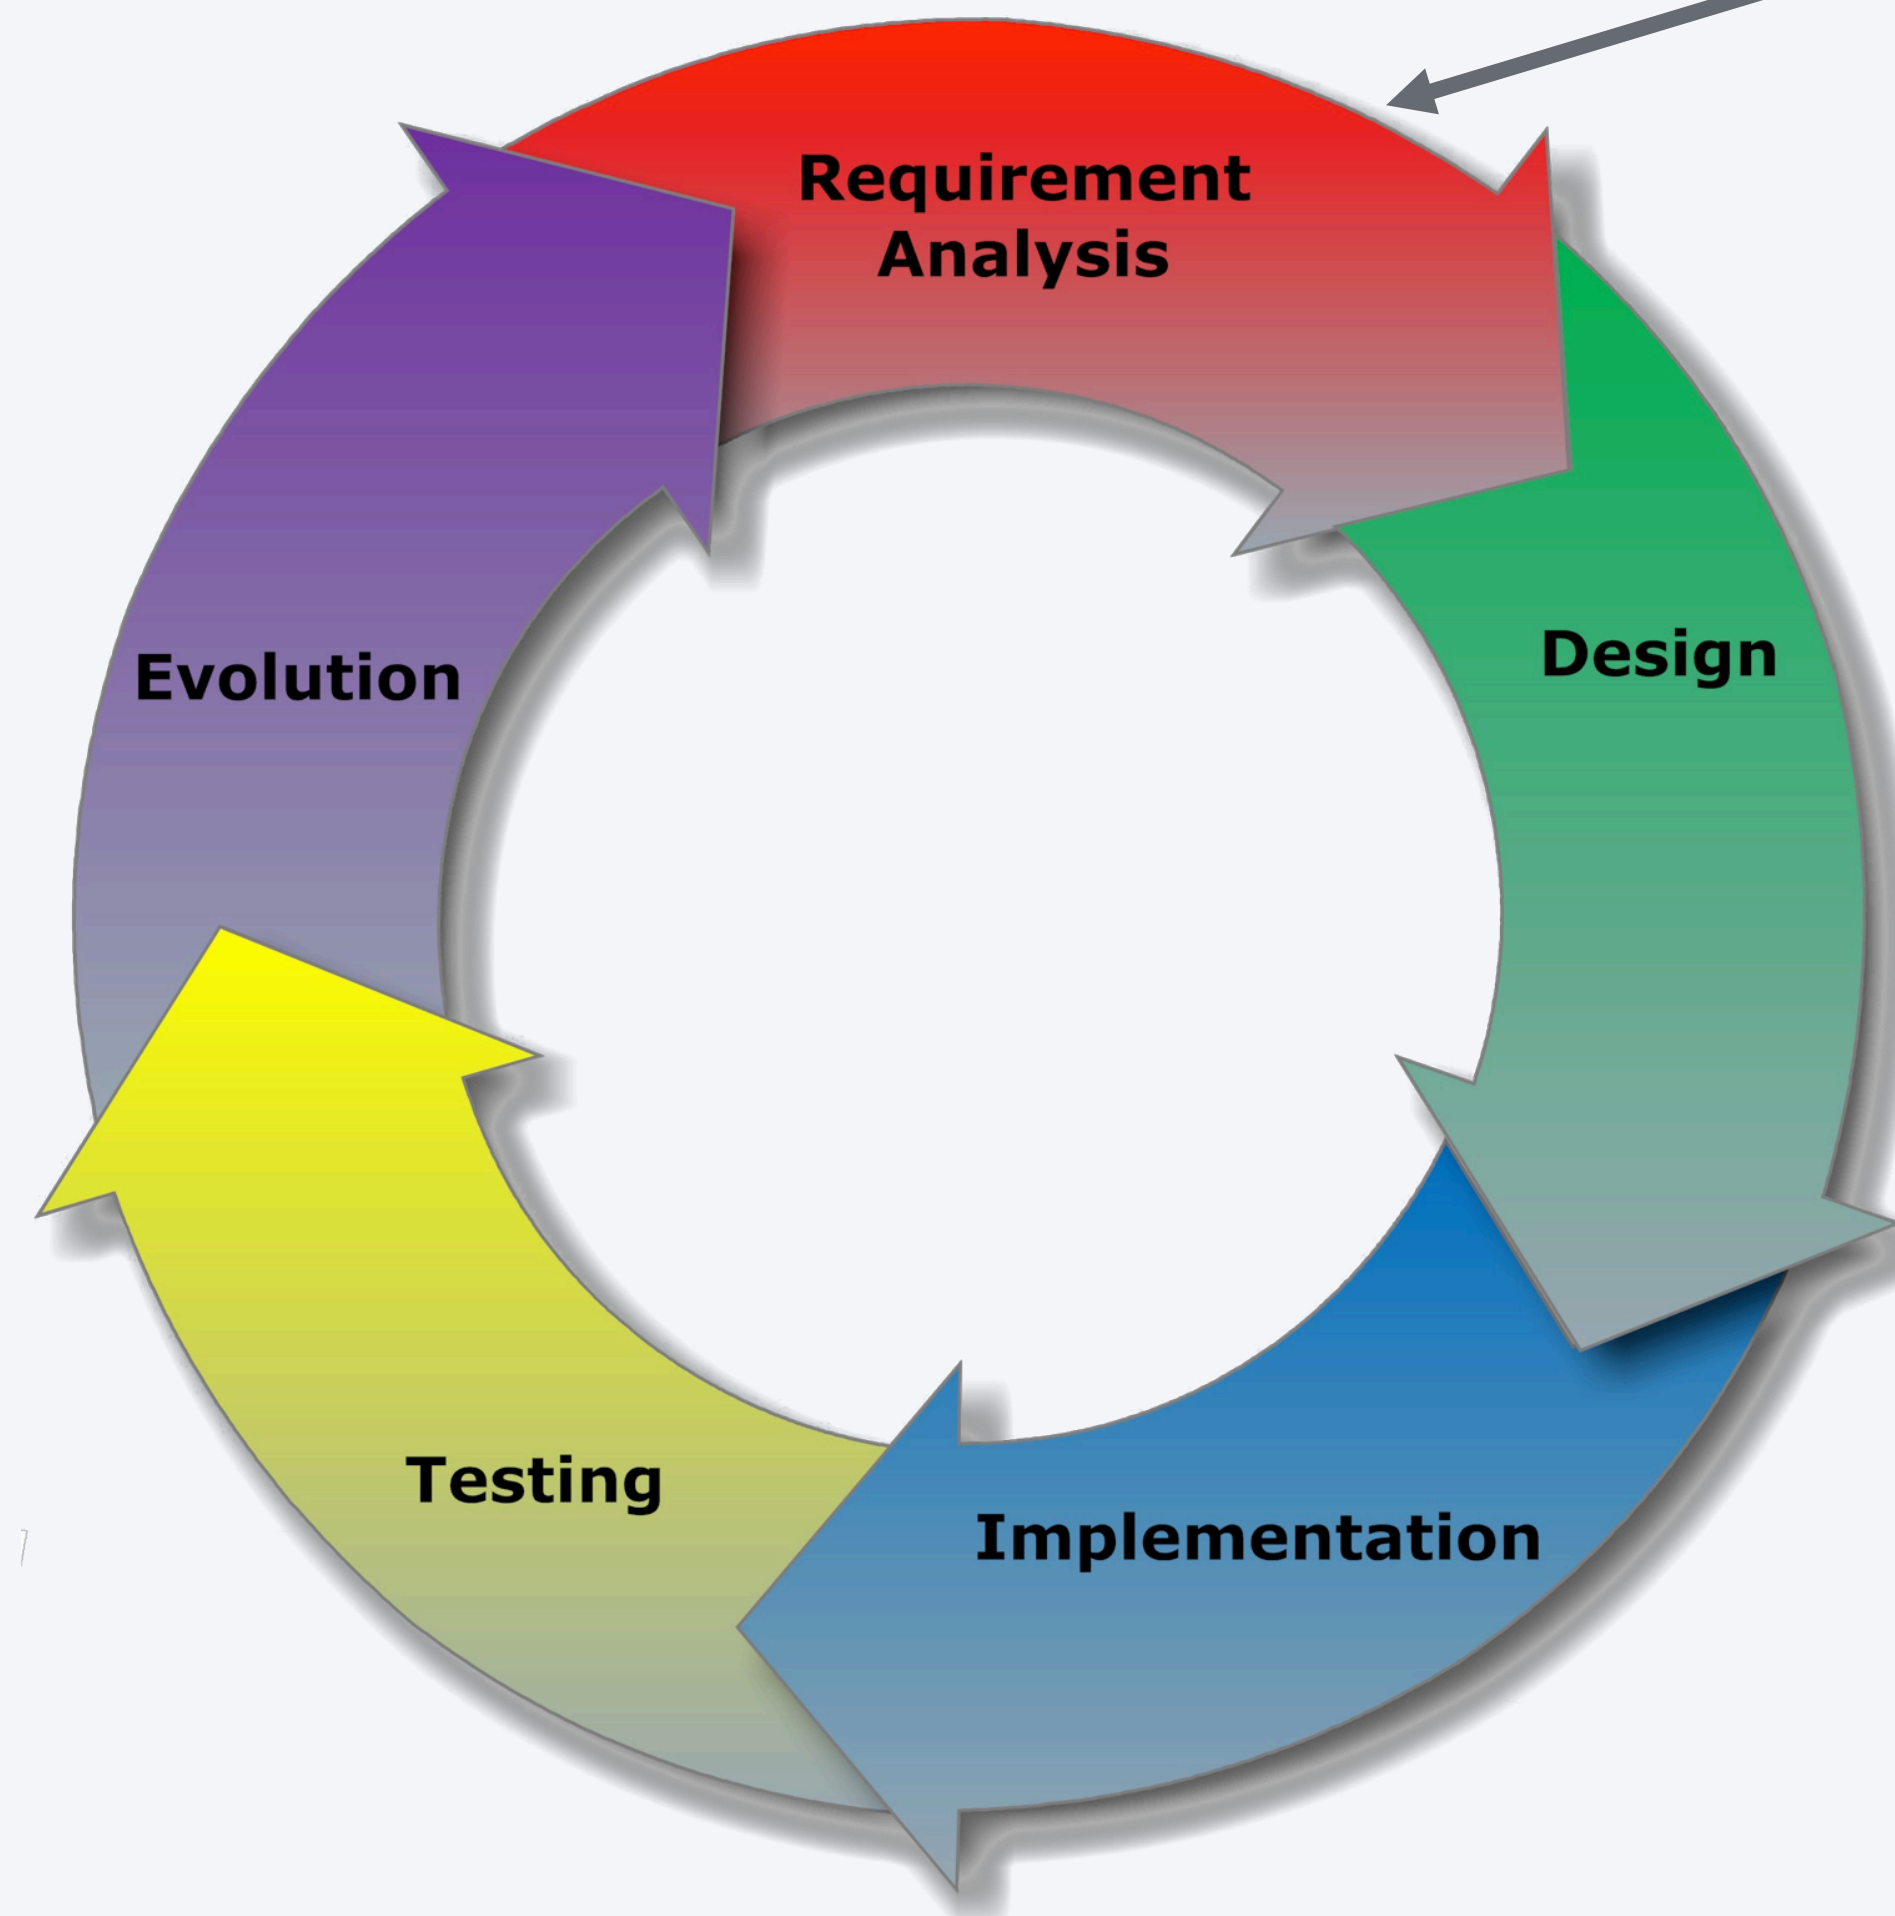 Requirement
Analysis
Design
Evolution
Testing
Implementation